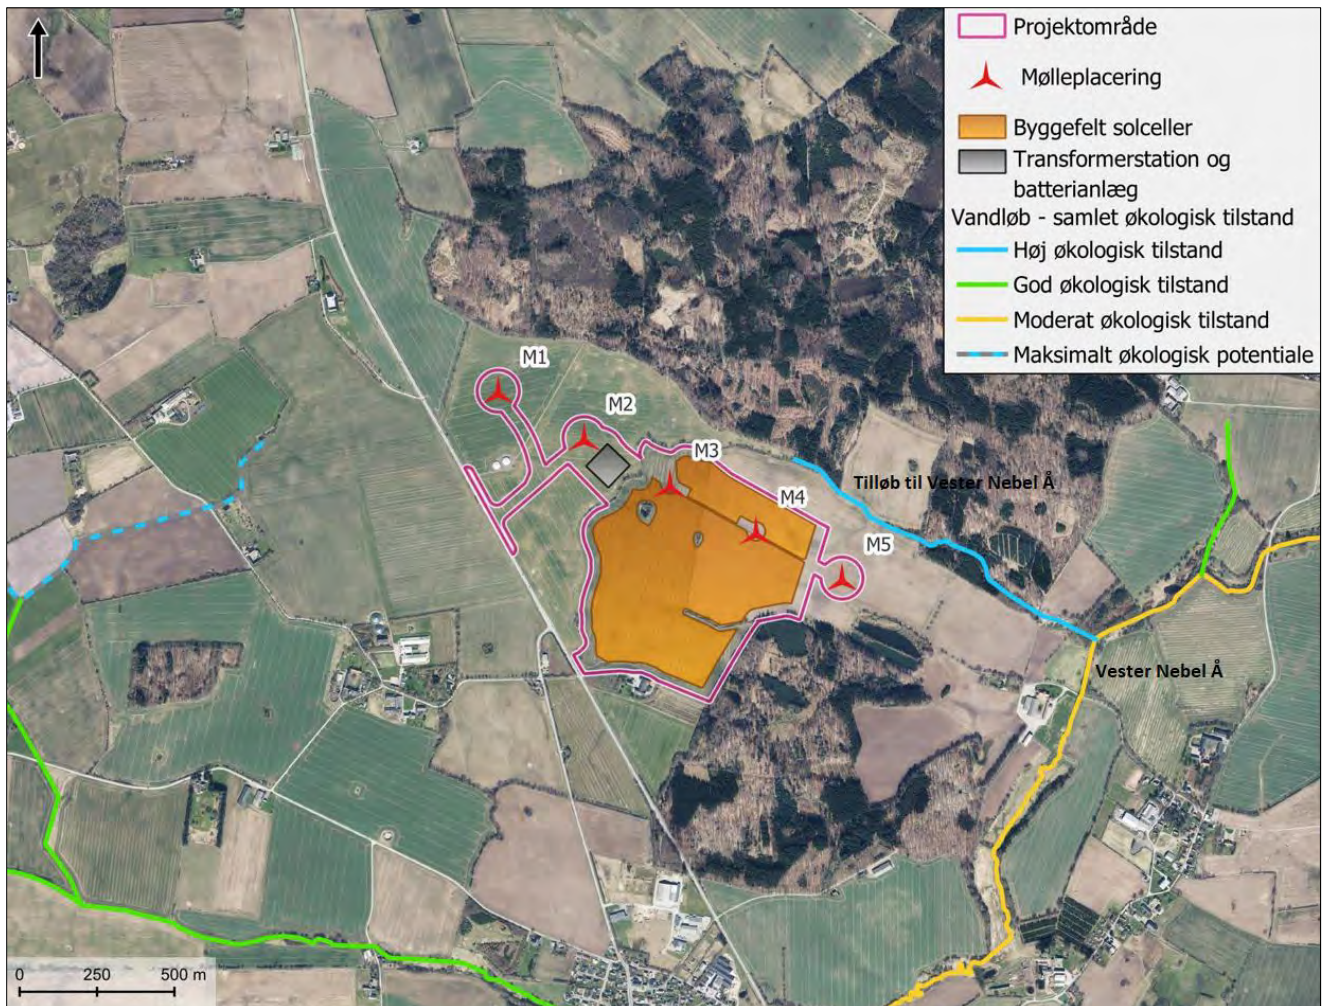 Projektområde
Mølleplacering
Byggefelt solceller
Transformerstation og
batterianlæg
Vandløb - samlet økologisk tilstand
Høj økologisk tilstand
God økologisk tilstand
Moderat økologisk tilstand
Maksimalt økologisk potentiale
M1
M2
M3
M4
M5
Tilløb til Vester Nebel Å
Vester Nebel Å
0 250 500 m